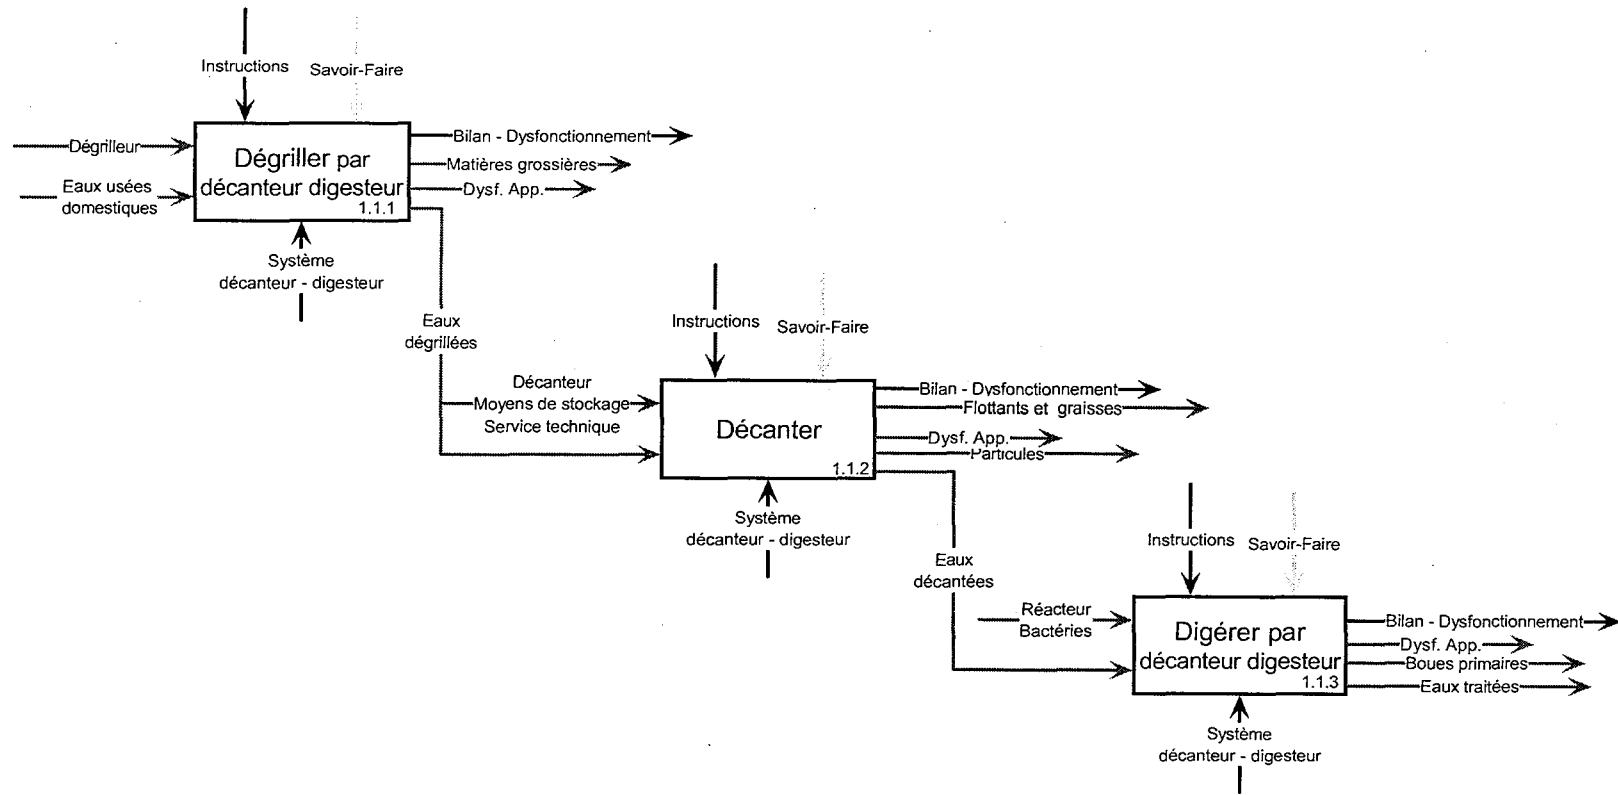 Instructions
Savoir-Faire
Dégrilleur
Eaux usées
domestiques
Dégriller par
décanteur digesteur
1.1.1
Bilan - Dysfonctionnement
Matières grossières
Dysf. App.
Système
décanteur - digesteur
Eaux
dégrillées
Instructions
Savoir-Faire
Décanteur
Moyens de stockage
Service technique
Décanter
1.1.2
Bilan - Dysfonctionnement
Flottants et graisses
Dysf. App.
Particules
Système
décanteur - digesteur
Eaux
décantées
Instructions
Savoir-Faire
Réacteur
Bactéries
Digérer par
décanteur digesteur
1.1.3
Bilan - Dysfonctionnement
Dysf. App.
Boues primaires
Eaux traitées
Système
décanteur - digesteur